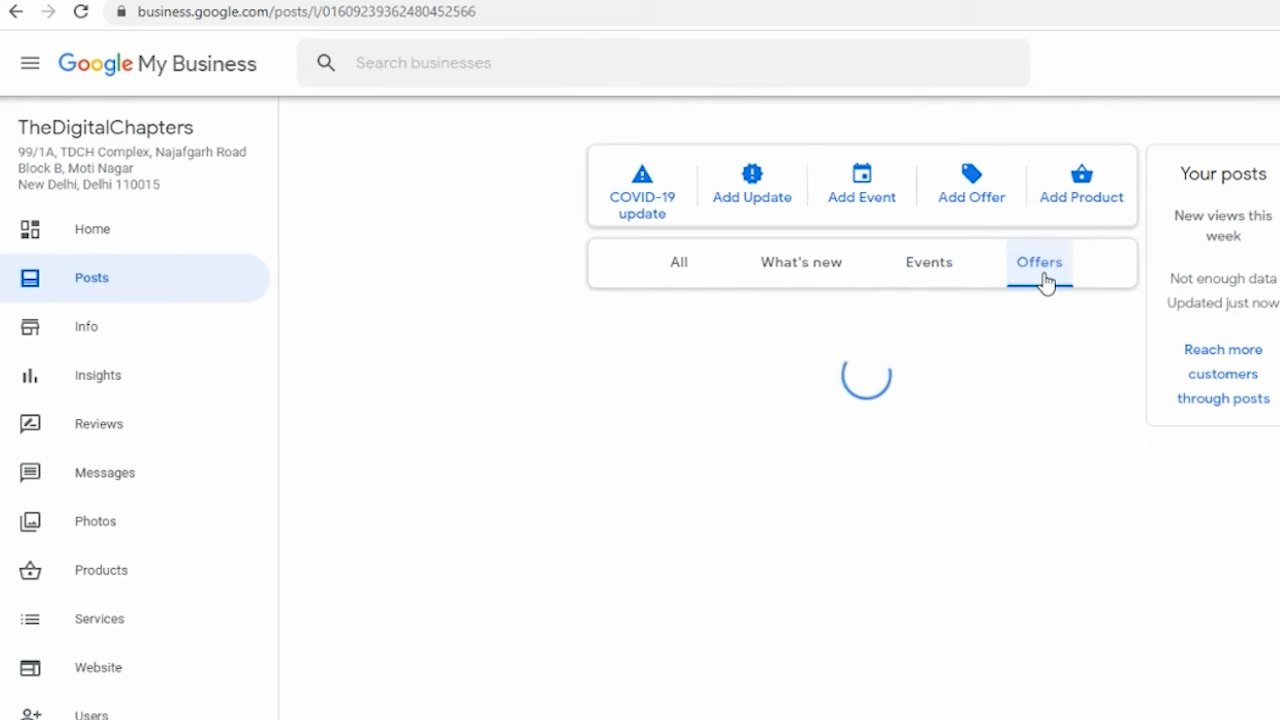 business.google.com/posts/l/01609239362480452566
Google My Business
Search businesses
TheDigitalChapters
99/1A, TDCH Complex, Najafgarh Road
Block B, Moti Nagar
New Delhi, Delhi 110015
Home
Posts
Info
Insights
Reviews
Messages
Photos
Products
Services
Website
Users
COVID-19
update
Add Update
Add Event
Add Offer
Add Product
All
What's new
Events
Offers
Your posts
New views this
week
Not enough data
Updated just now
Reach more
customers
through posts